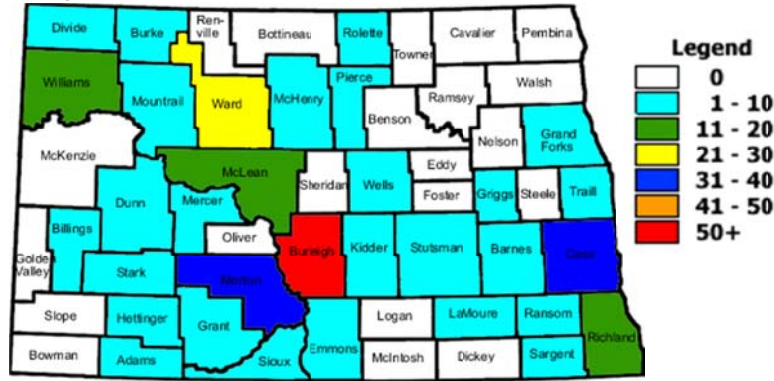 Divide
Burke
Ren-
ville
Bottineau
Rolette
Towner
Cavalier
Pembina
Williams
Mountrail
Ward
McHenry
Pierce
Benson
Ramsey
Walsh
McKenzie
Nelson
Grand
Forks
Dunn
McLean
Mercer
Sheridan
Wells
Eddy
Foster
Griggs
Steele
Traill
Golden
Valley
Billings
Stark
Oliver
Morton
Burleigh
Kidder
Stutsman
Barnes
Cass
Slope
Hettinger
Grant
Logan
LaMoure
Ransom
Richland
Bowman
Adams
Sioux
Emmons
McIntosh
Dickey
Sargent
Legend
0
1 - 10
11 - 20
21 - 30
31 - 40
41 - 50
50+